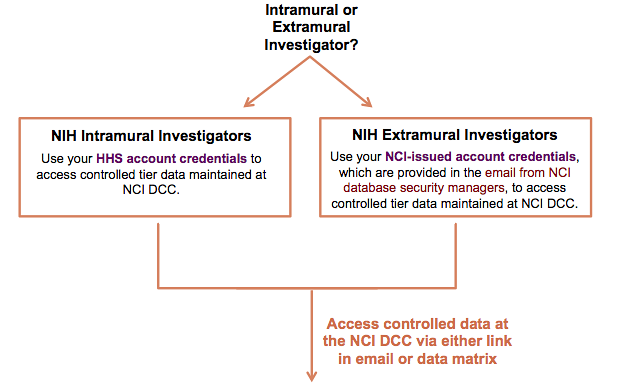 Intramural or
Extramural
Investigator?
NIH Intramural Investigators
Use your HHS account credentials to
access controlled tier data maintained at
NCI DCC.
NIH Extramural Investigators
Use your NCI-issued account credentials,
which are provided in the email from NCI
database security managers, to access
controlled tier data maintained at NCI DCC.
Access controlled data at
the NCI DCC via either link
in email or data matrix